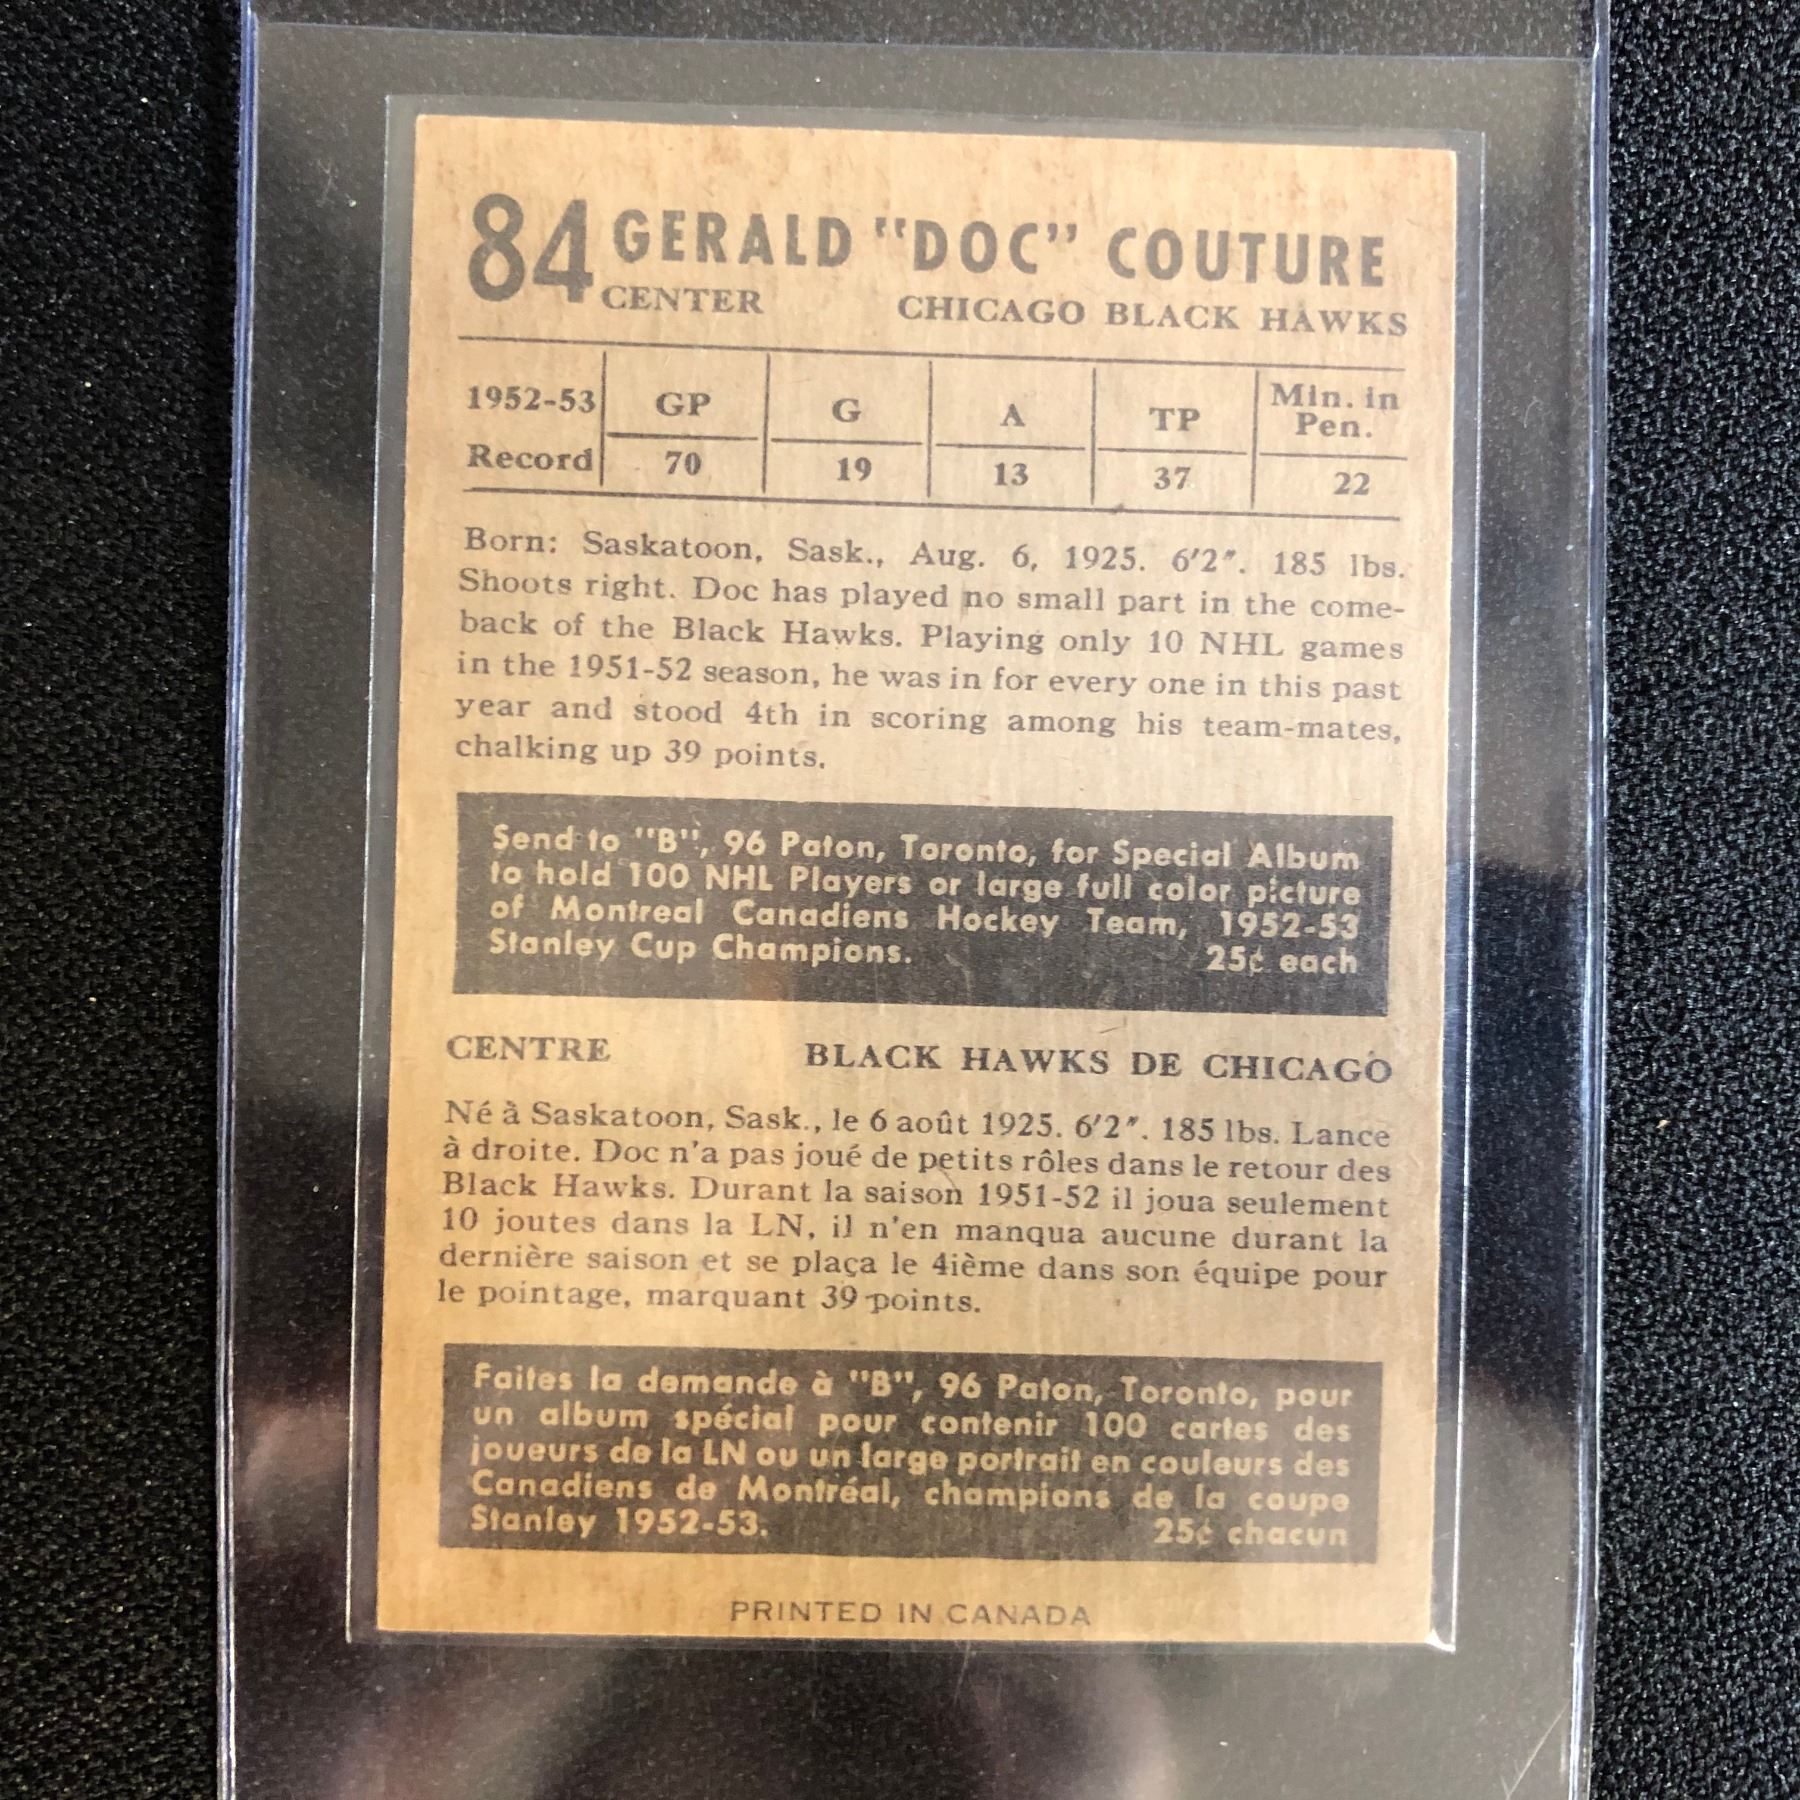 84 GERALD "DOC" COUTURE
CENTER CHICAGO BLACK HAWKS
1952-53 GP G A TP Min. in Pen.
Record 70 19 13 37 22
Born: Saskatoon, Sask., Aug. 6, 1925. 6'2". 185 lbs.
Shoots right. Doc has played no small part in the come-
back of the Black Hawks. Playing only 10 NHL games
in the 1951-52 season, he was in for every one in this past
year and stood 4th in scoring among his team-mates,
chalking up 39 points.
Send to "B", 96 Paton, Toronto, for Special Album
to hold 100 NHL Players or large full color picture
of Montreal Canadiens Hockey Team, 1952-53
Stanley Cup Champions. 25¢ each
CENTRE BLACK HAWKS DE CHICAGO
Né à Saskatoon, Sask., le 6 août 1925. 6'2". 185 lbs. Lance
à droite. Doc n'a pas joué de petits rôles dans le retour des
Black Hawks. Durant la saison 1951-52 il joua seulement
10 joutes dans la LN, il n'en manqua aucune durant la
dernière saison et se plaça le 4ième dans son équipe pour
le pointage, marquant 39 points.
Faites la demande à "B", 96 Paton, Toronto, pour
un album spécial pour contenir 100 cartes des
joueurs de la LN ou un large portrait en couleurs des
Canadiens de Montréal, champions de la coupe
Stanley 1952-53. 25¢ chacun
PRINTED IN CANADA